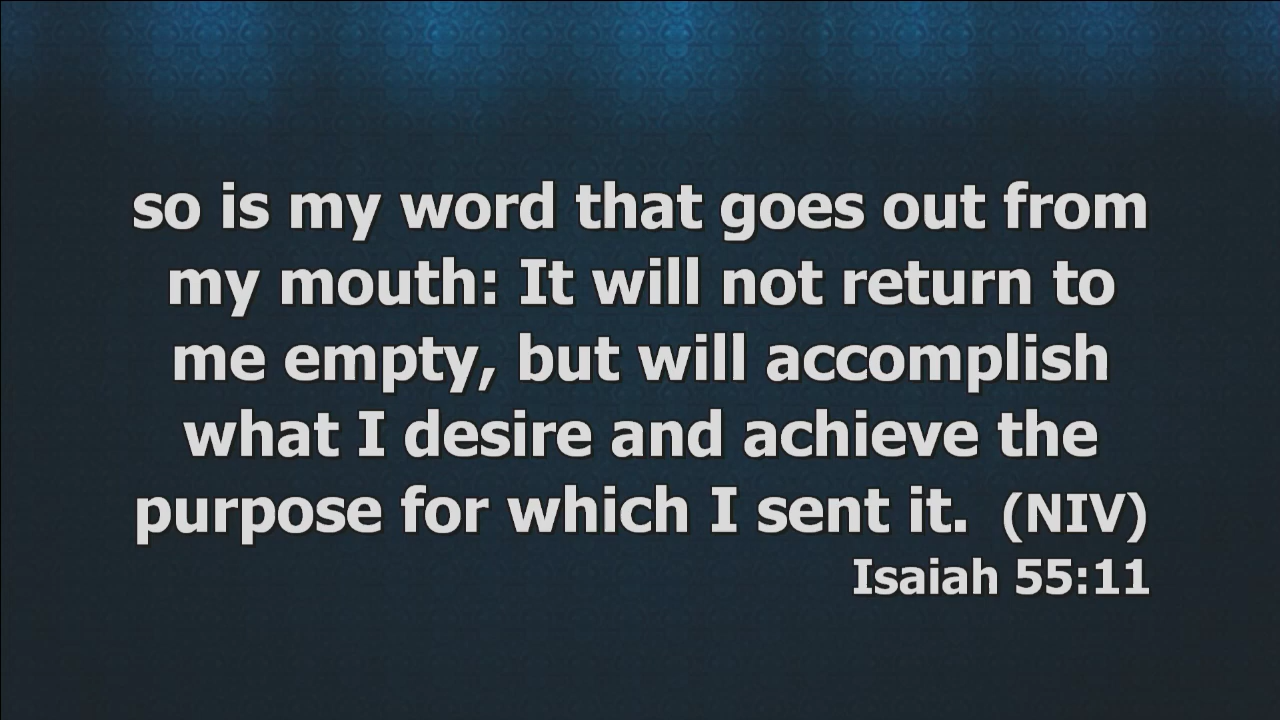 so is my word that goes out from
my mouth: It will not return to
me empty, but will accomplish
what I desire and achieve the
purpose for which I sent it. (NIV)
Isaiah 55:11